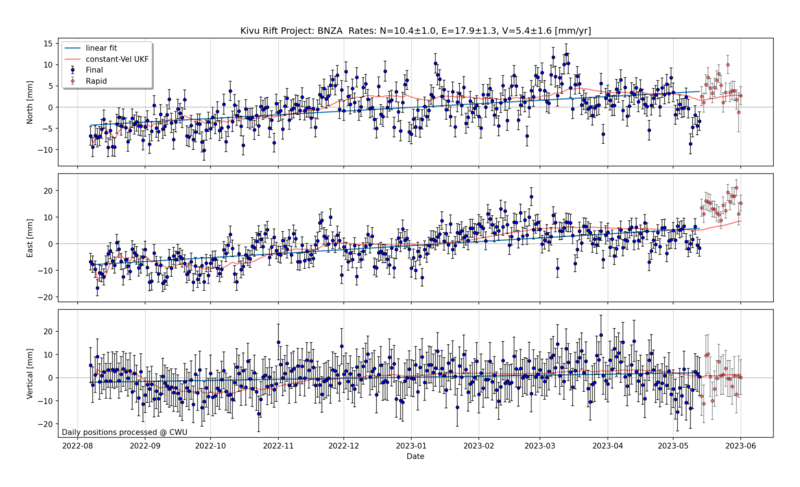 Kivu Rift Project: BNZA  Rates: N=10.4±1.0, E=17.9±1.3, V=5.4±1.6 [mm/yr]
linear fit
constant-Vel UKF
Final
Rapid
North [mm]
15
10
5
0
−5
−10
East [mm]
20
10
0
−10
−20
Vertical [mm]
20
10
0
−10
−20
Daily positions processed @ CWU
2022-08
2022-09
2022-10
2022-11
2022-12
2023-01
2023-02
2023-03
2023-04
2023-05
2023-06
Date